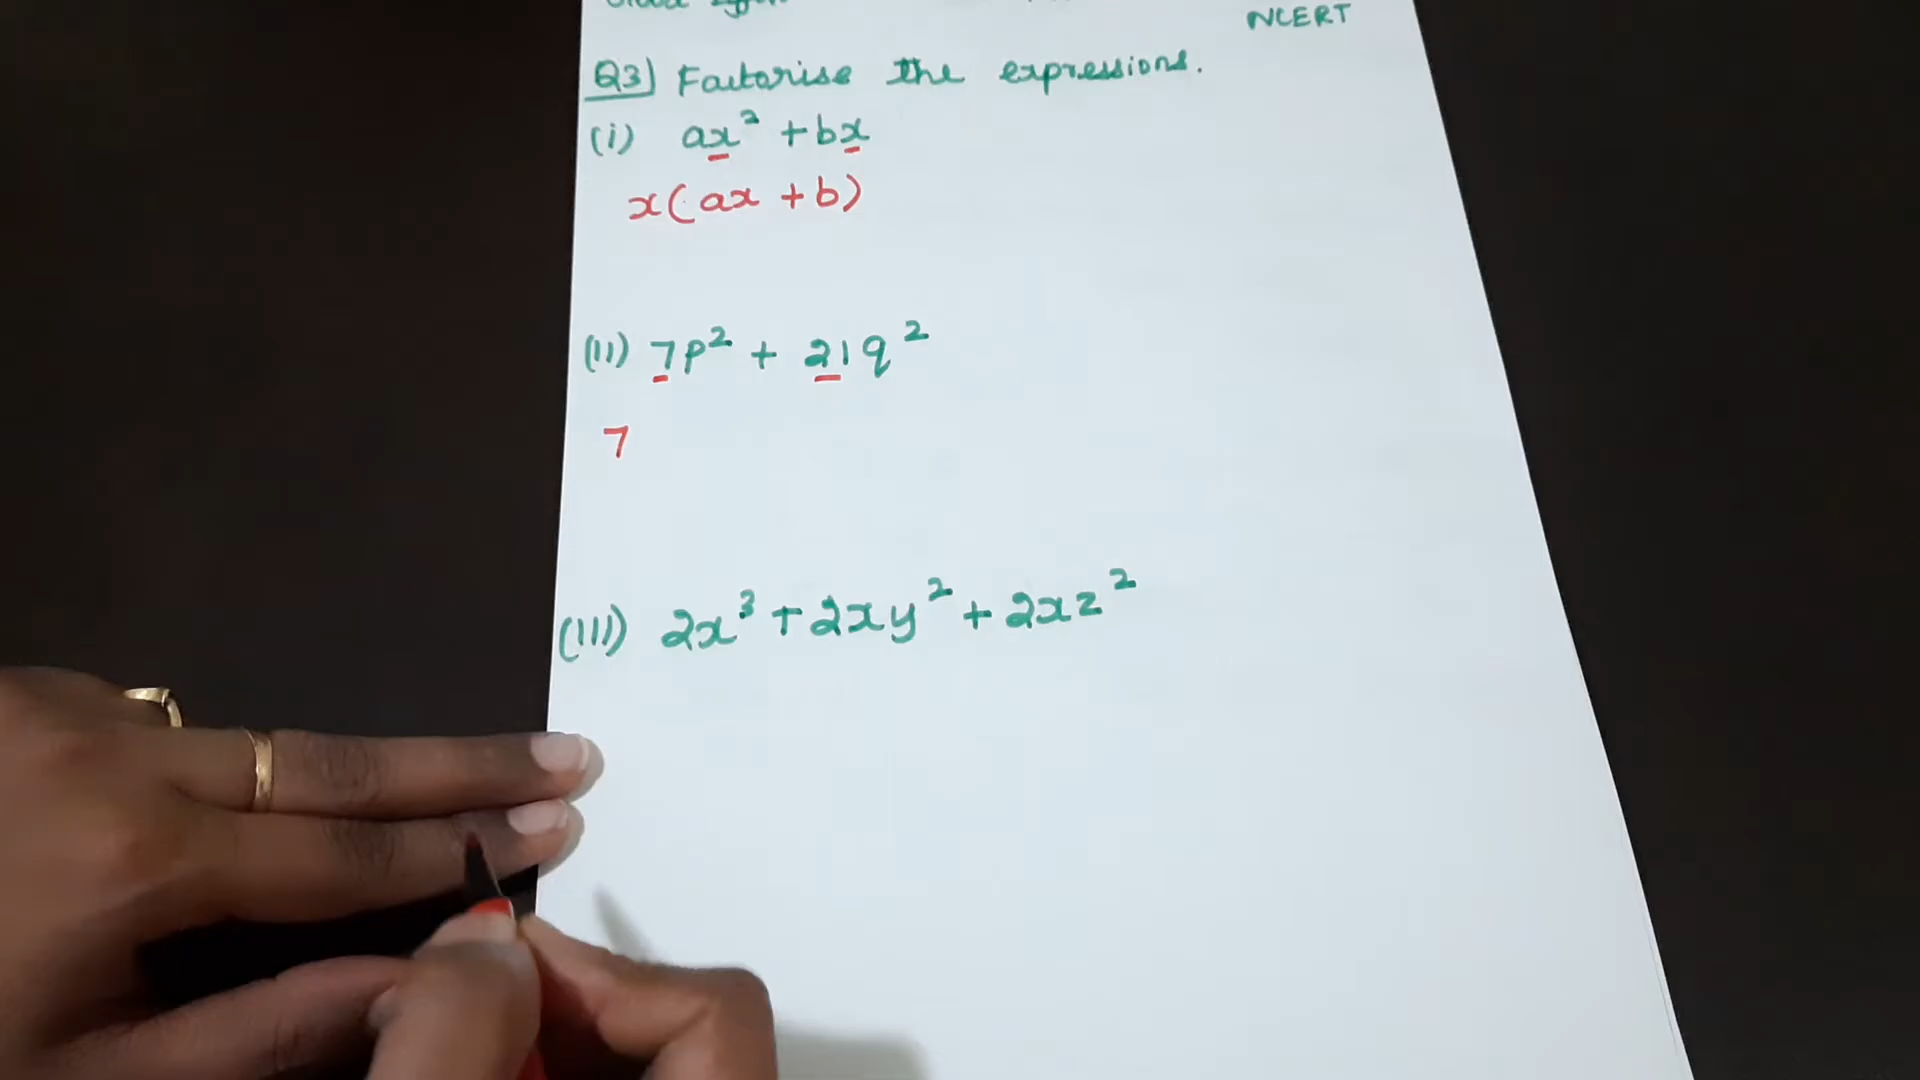 NCERT
Q3) Factorise the expressions.
(i) ax² + bx
x(ax + b)
(ii) 7p² + 21q²
7
(iii) 2x³ + 2xy² + 2xz²